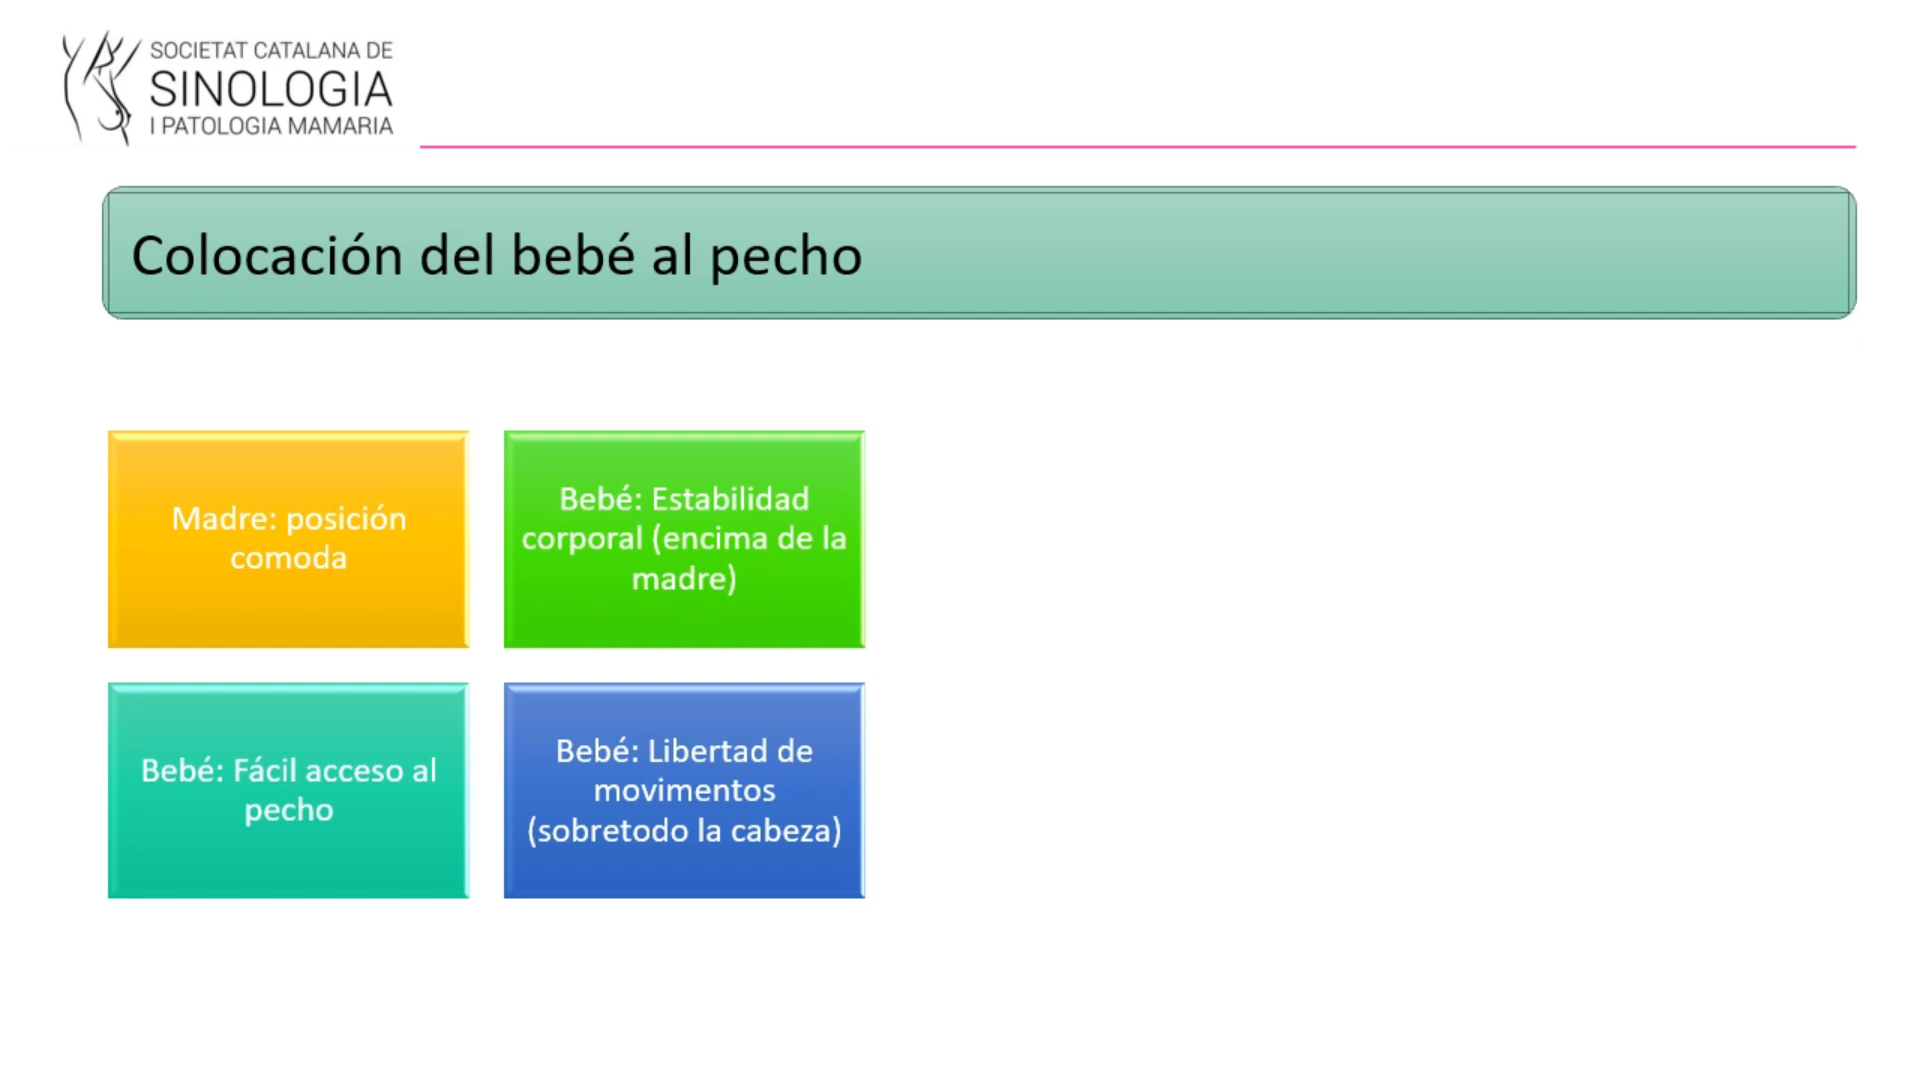 SOCIETAT CATALANA DE
SINOLOGIA
I PATOLOGIA MAMARIA
Colocación del bebé al pecho
Madre: posición
comoda
Bebé: Estabilidad
corporal (encima de la
madre)
Bebé: Fácil acceso al
pecho
Bebé: Libertad de
movimentos
(sobretodo la cabeza)